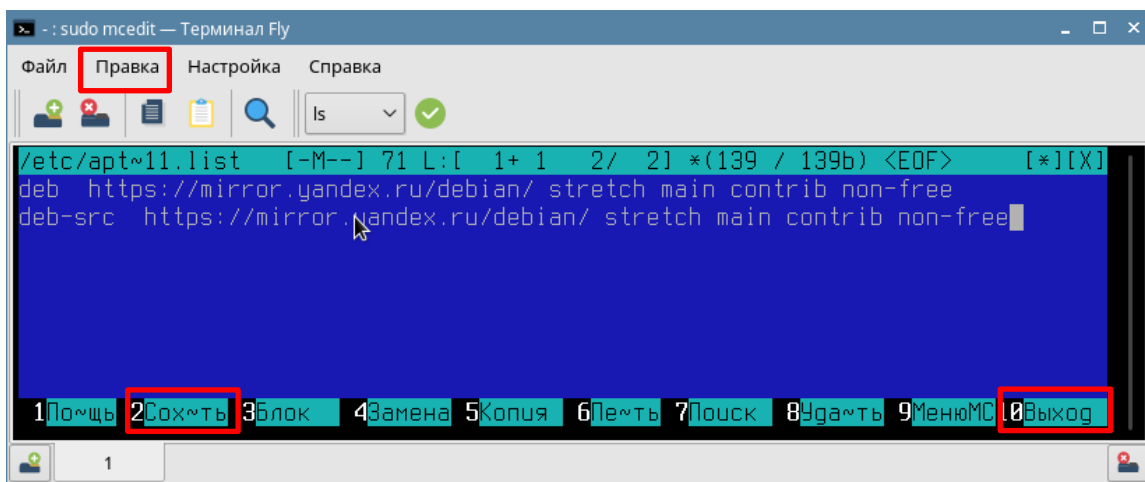 - : sudo mcedit — Терминал Fly
Файл Правка Настройка Справка
ls
/etc/apt~11.list [-M--] 71 L:[ 1+ 1 2/ 2] *(139 / 139b) <EOF> [*][X]
deb https://mirror.yandex.ru/debian/ stretch main contrib non-free
deb-src https://mirror.yandex.ru/debian/ stretch main contrib non-free
1По~щь 2Сох~ть 3Блок 4Замена 5Копия 6Пе~ть 7Поиск 8Уда~ть 9МенюМС 10Выход
1